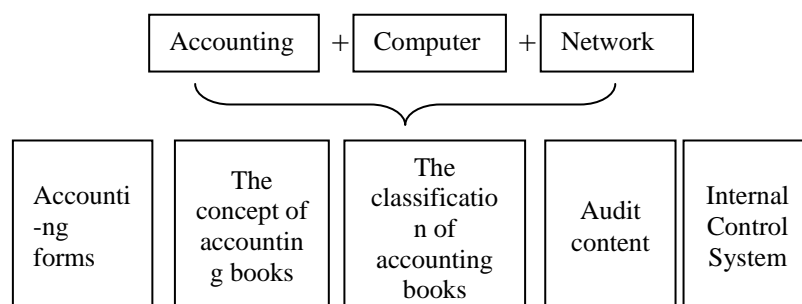 Accounting + Computer + Network
Accounti
-ng
forms
The
concept of
accountin
g books
The
classificatio
n of
accounting
books
Audit
content
Internal
Control
System